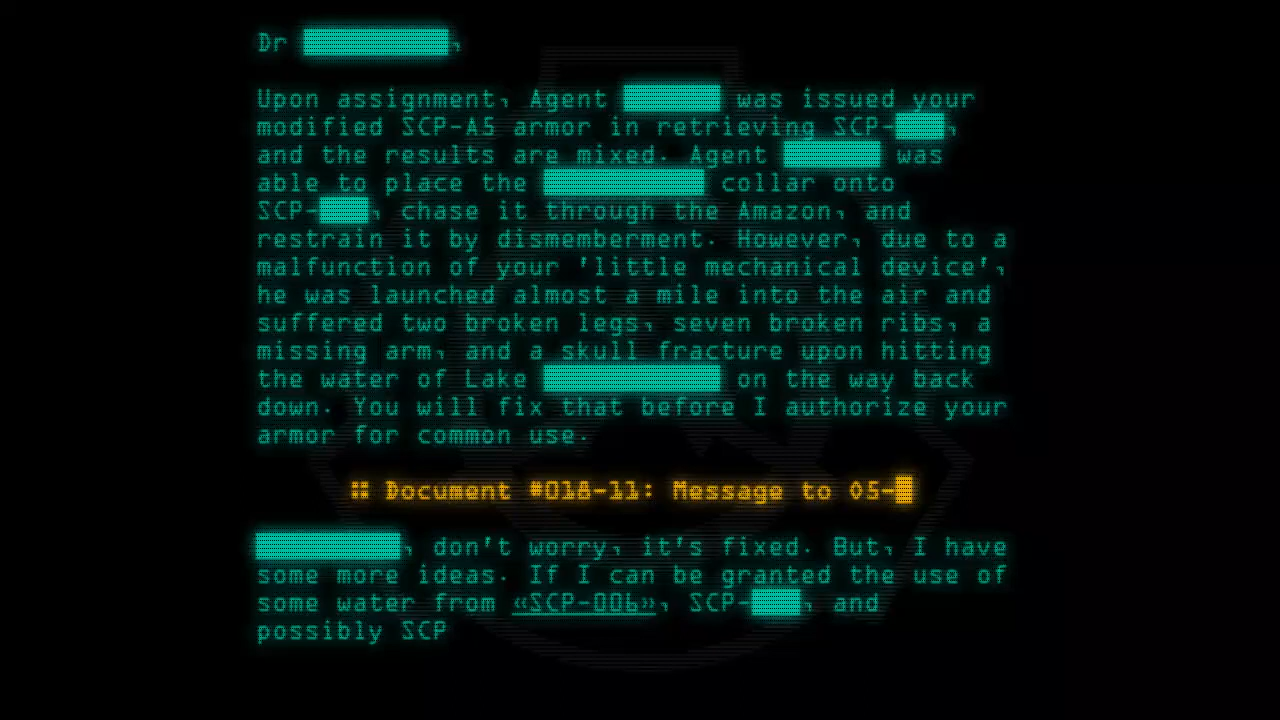 Dr █████████,
Upon assignment, Agent ██████ was issued your
modified SCP-A5 armor in retrieving SCP-███,
and the results are mixed. Agent ██████ was
able to place the ██████████ collar onto
SCP-███, chase it through the Amazon, and
restrain it by dismemberment. However, due to a
malfunction of your 'little mechanical device',
he was launched almost a mile into the air and
suffered two broken legs, seven broken ribs, a
missing arm, and a skull fracture upon hitting
the water of Lake ███████████ on the way back
down. You will fix that before I authorize your
armor for common use.
:: Document #018-11: Message to O5-█
█████████, don't worry, it's fixed. But, I have
some more ideas. If I can be granted the use of
some water from «SCP-006», SCP-███, and
possibly SCP